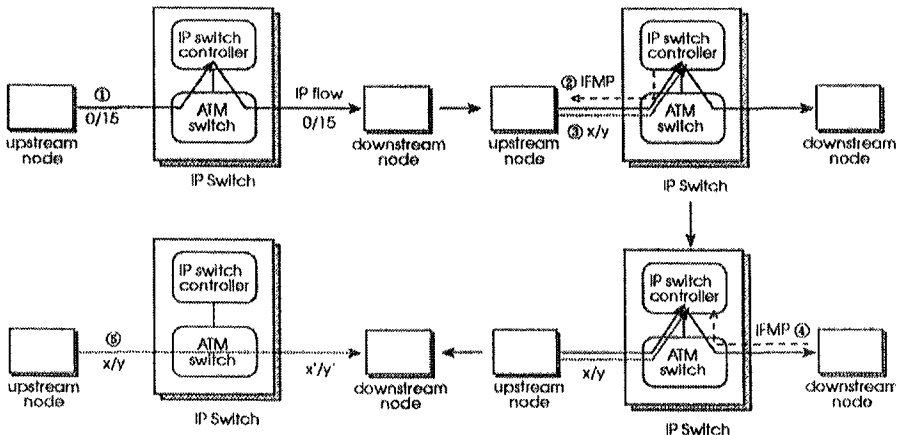 IP switch
controller
①
0/15
ATM
switch
IP flow
0/15
upstream
node
downstream
node
IP Switch
IP switch
controller
② IFMP
③ x/y
ATM
switch
upstream
node
downstream
node
IP Switch
IP switch
controller
IFMP ④
x/y
ATM
switch
upstream
node
downstream
node
IP Switch
IP switch
controller
⑤
x/y
ATM
switch
x'/y'
upstream
node
downstream
node
IP Switch